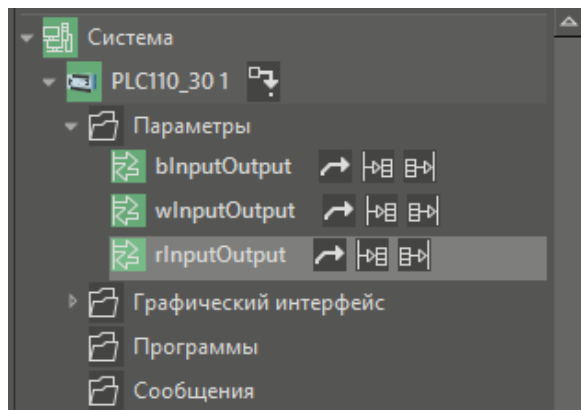 Система
PLC110_30 1
Параметры
bInputOutput
wInputOutput
rInputOutput
Графический интерфейс
Программы
Сообщения